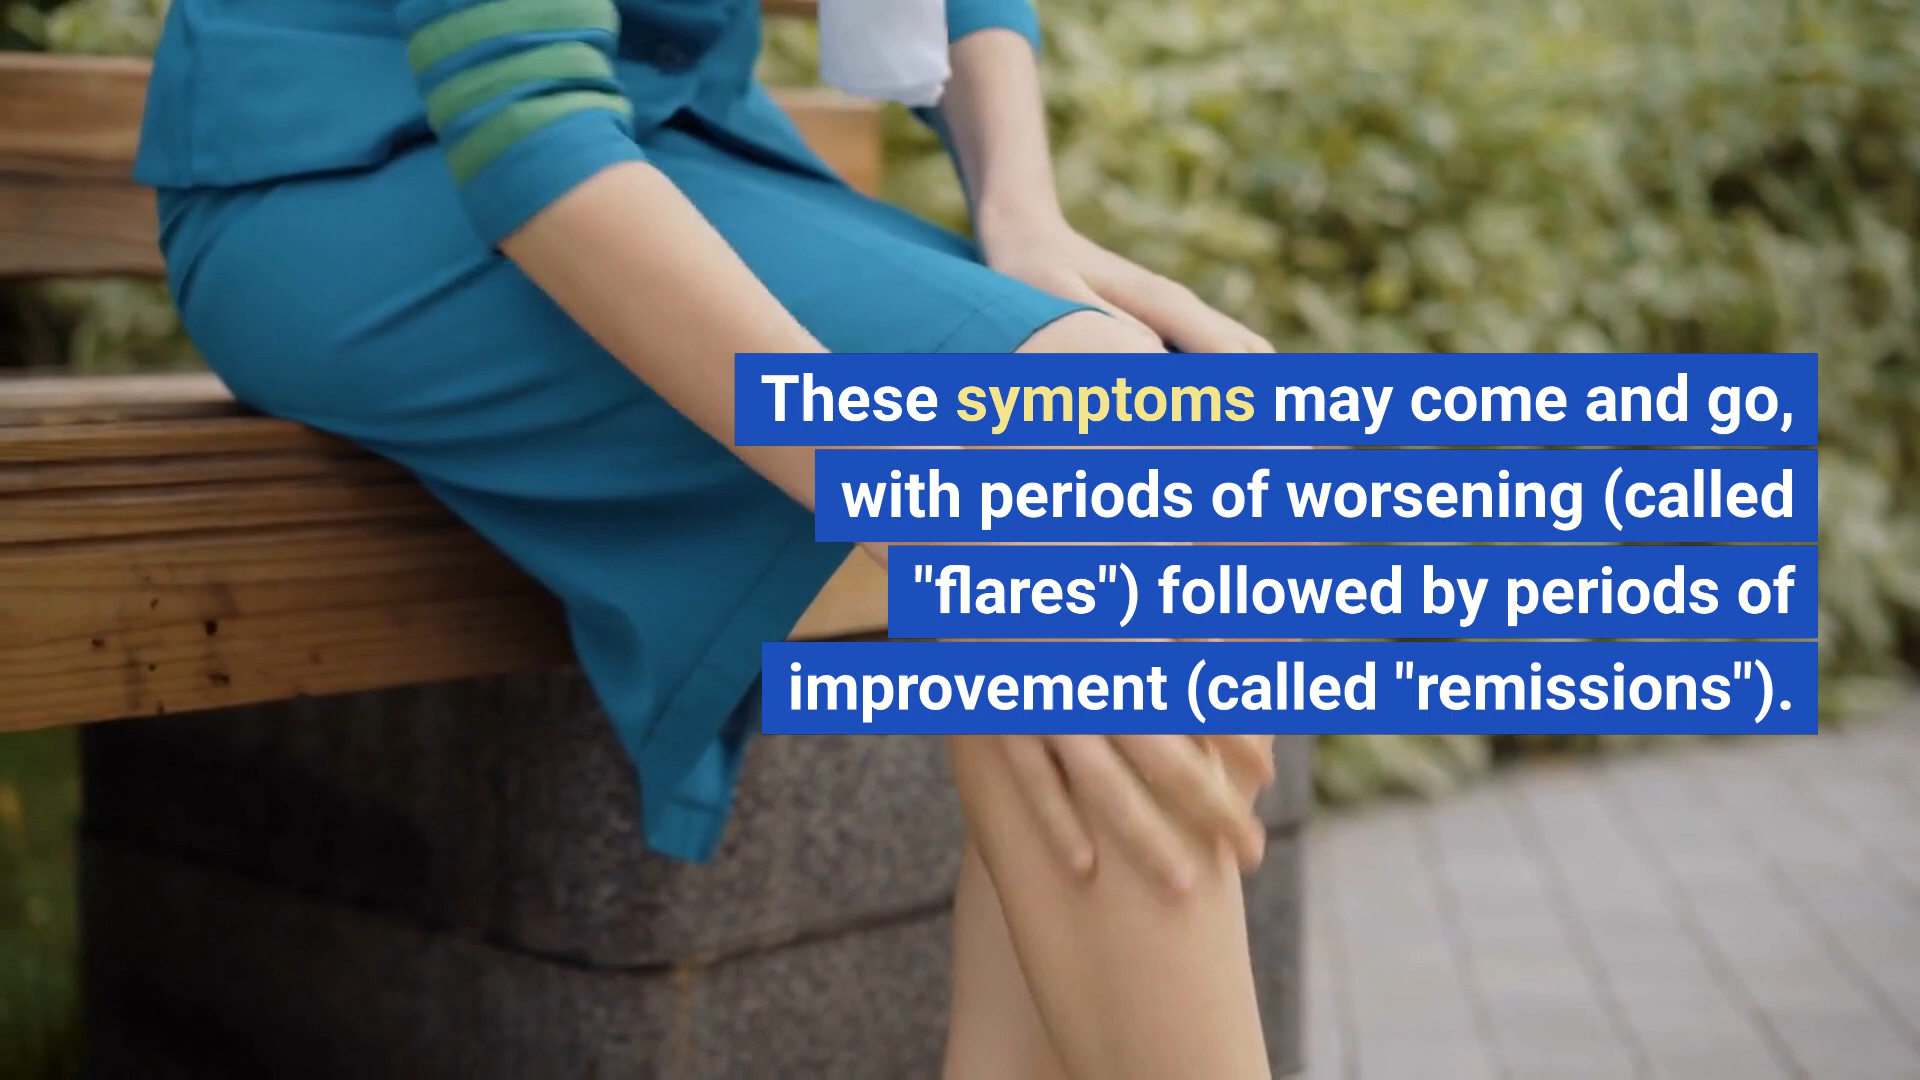 These symptoms may come and go,
with periods of worsening (called
"flares") followed by periods of
improvement (called "remissions").